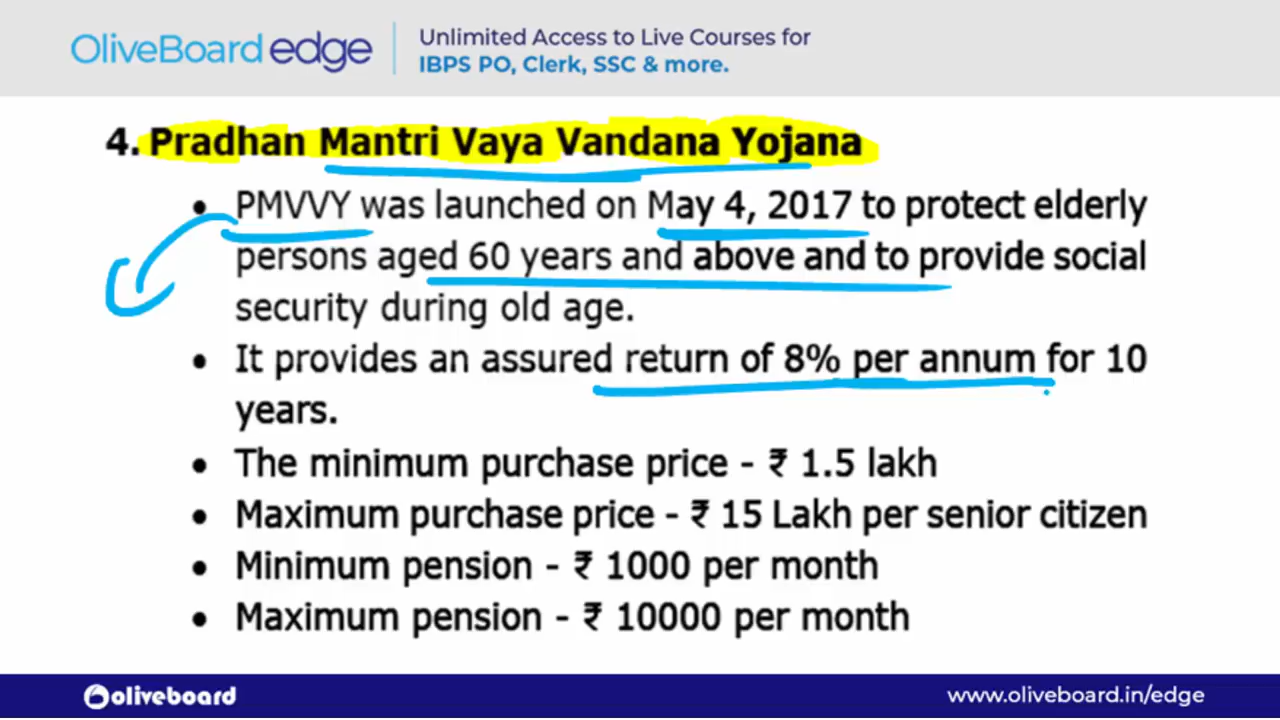 OliveBoard edge
Unlimited Access to Live Courses for
IBPS PO, Clerk, SSC & more.
4. Pradhan Mantri Vaya Vandana Yojana
• PMVVY was launched on May 4, 2017 to protect elderly
persons aged 60 years and above and to provide social
security during old age.
• It provides an assured return of 8% per annum for 10
years.
• The minimum purchase price - ₹ 1.5 lakh
• Maximum purchase price - ₹ 15 Lakh per senior citizen
• Minimum pension - ₹ 1000 per month
• Maximum pension - ₹ 10000 per month
oliveboard
www.oliveboard.in/edge